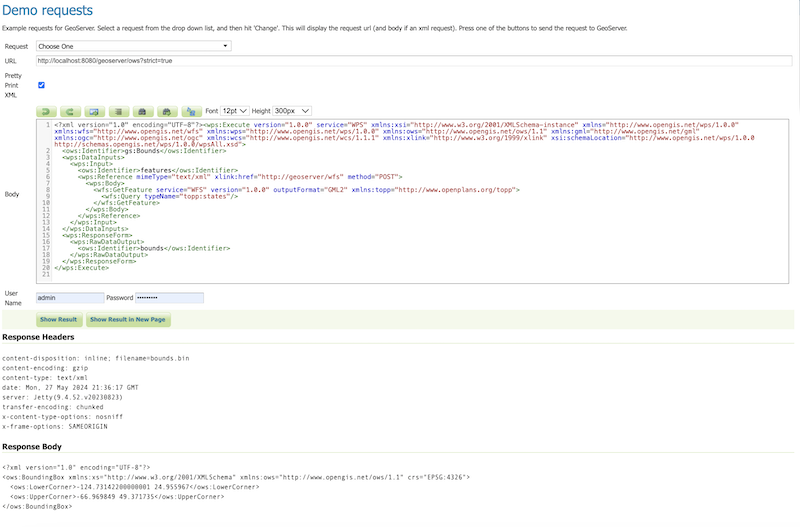 Demo requests
Example requests for GeoServer. Select a request from the drop down list, and then hit 'Change'. This will display the request url (and body if an xml request). Press one of the buttons to send the request to GeoServer.
Request Choose One
URL http://localhost:8080/geoserver/ows?strict=true
Pretty
Print
XML
Font 12pt Height 300px
Body
1 <?xml version="1.0" encoding="UTF-8"?><wps:Execute version="1.0.0" service="WPS" xmlns:xsi="http://www.w3.org/2001/XMLSchema-instance" xmlns="http://www.opengis.net/wps/1.0.0"
xmlns:wfs="http://www.opengis.net/wfs" xmlns:wps="http://www.opengis.net/wps/1.0.0" xmlns:ows="http://www.opengis.net/ows/1.1" xmlns:gml="http://www.opengis.net/gml"
xmlns:ogc="http://www.opengis.net/ogc" xmlns:wcs="http://www.opengis.net/wcs/1.1.1" xmlns:xlink="http://www.w3.org/1999/xlink" xsi:schemaLocation="http://www.opengis.net/wps/1.0.0
http://schemas.opengis.net/wps/1.0.0/wpsAll.xsd">
2 <ows:Identifier>gs:Bounds</ows:Identifier>
3 <wps:DataInputs>
4 <wps:Input>
5 <ows:Identifier>features</ows:Identifier>
6 <wps:Reference mimeType="text/xml" xlink:href="http://geoserver/wfs" method="POST">
7 <wps:Body>
8 <wfs:GetFeature service="WFS" version="1.0.0" outputFormat="GML2" xmlns:topp="http://www.openplans.org/topp">
9 <wfs:Query typeName="topp:states"/>
10 </wfs:GetFeature>
11 </wps:Body>
12 </wps:Reference>
13 </wps:Input>
14 </wps:DataInputs>
15 <wps:ResponseForm>
16 <wps:RawDataOutput>
17 <ows:Identifier>bounds</ows:Identifier>
18 </wps:RawDataOutput>
19 </wps:ResponseForm>
20 </wps:Execute>
21
User
Name admin Password •••••••••
Show Result Show Result in New Page
Response Headers
content-disposition: inline; filename=bounds.bin
content-encoding: gzip
content-type: text/xml
date: Mon, 27 May 2024 21:36:17 GMT
server: Jetty(9.4.52.v20230823)
transfer-encoding: chunked
x-content-type-options: nosniff
x-frame-options: SAMEORIGIN
Response Body
<?xml version="1.0" encoding="UTF-8"?>
<ows:BoundingBox xmlns:xs="http://www.w3.org/2001/XMLSchema" xmlns:ows="http://www.opengis.net/ows/1.1" crs="EPSG:4326">
<ows:LowerCorner>-124.73142200000001 24.955967</ows:LowerCorner>
<ows:UpperCorner>-66.969849 49.371735</ows:UpperCorner>
</ows:BoundingBox>